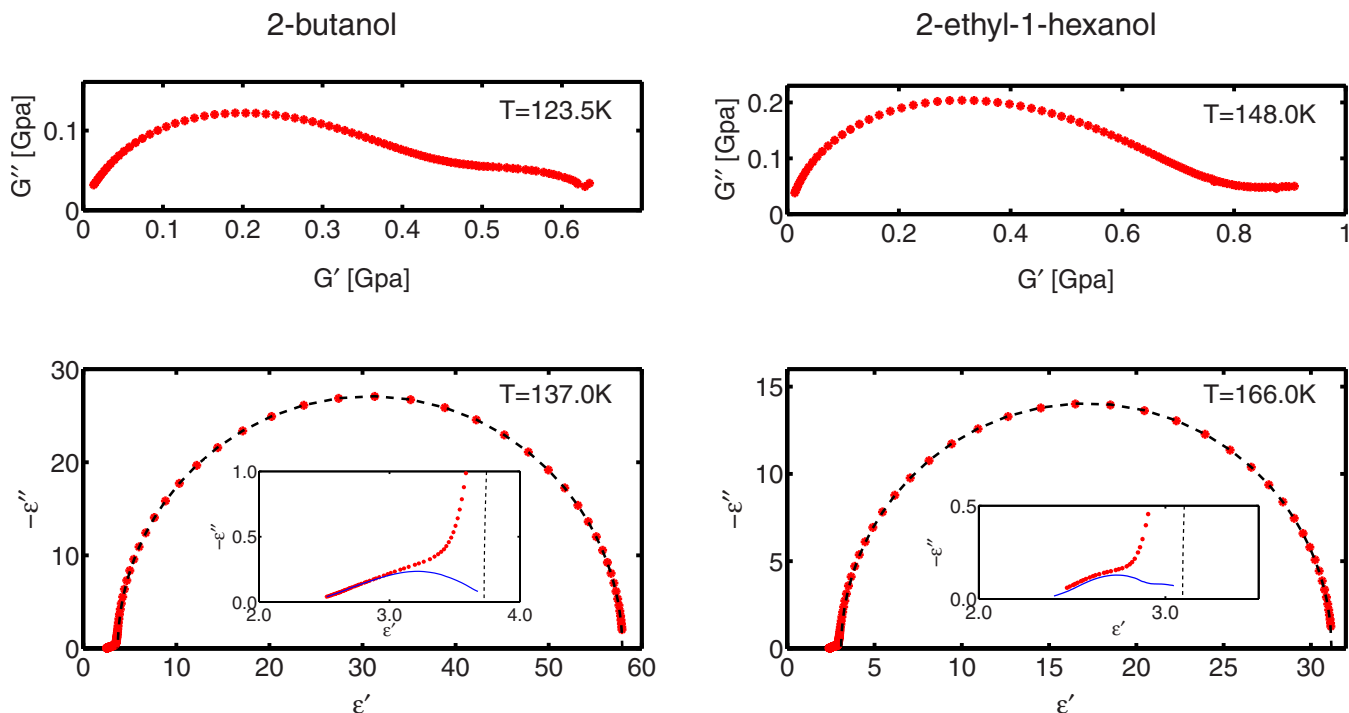 2-butanol
2-ethyl-1-hexanol
G″ [Gpa]
0.1
0
T=123.5K
0 0.1 0.2 0.3 0.4 0.5 0.6
G′ [Gpa]
G″ [Gpa]
0.2
0.1
0
T=148.0K
0 0.2 0.4 0.6 0.8 1
G′ [Gpa]
−ε″
30
20
10
0
T=137.0K
−ε″
1.0
0.5
0.0
2.0 3.0 4.0
ε′
0 10 20 30 40 50 60
ε′
−ε″
15
10
5
0
T=166.0K
−ε″
0.5
0.0
2.0 3.0
ε′
0 5 10 15 20 25 30
ε′